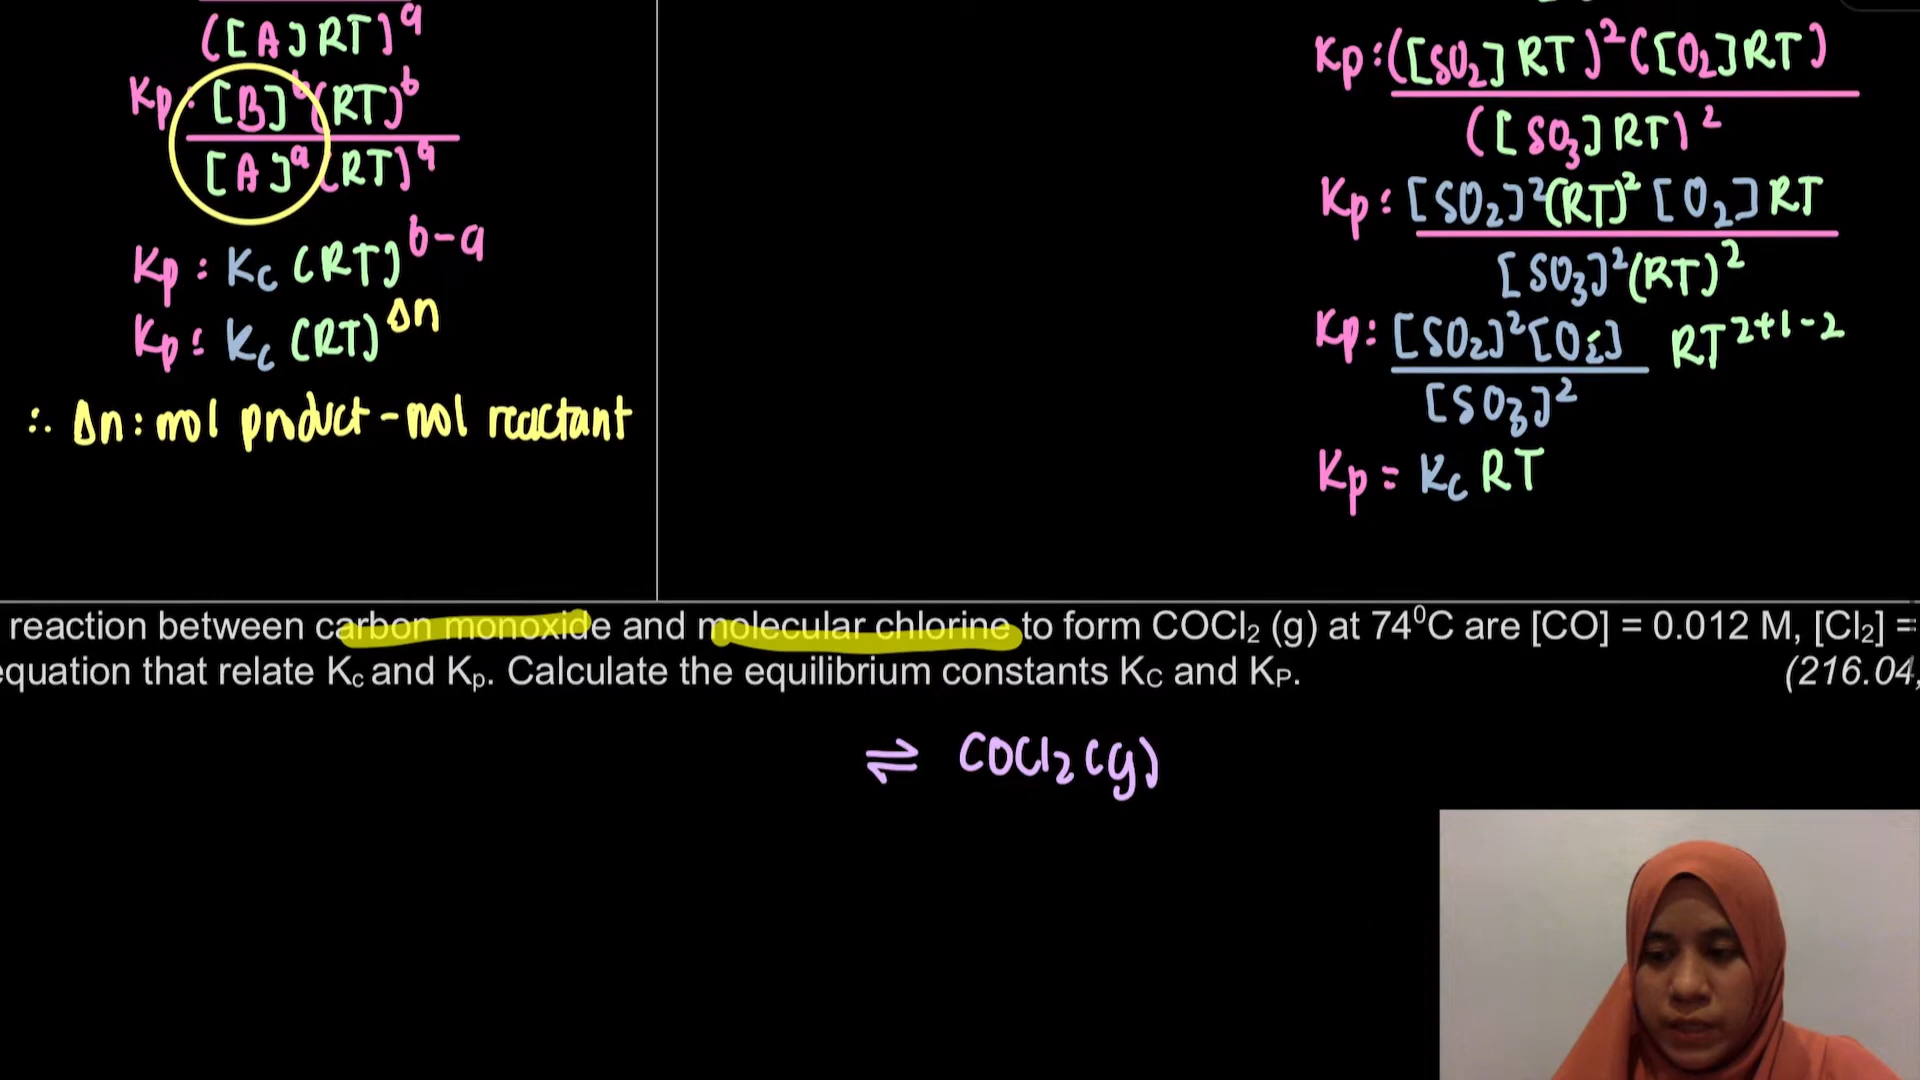 ([A]RT)^a
Kp: [B]^b (RT)^b
[A]^a (RT)^a
Kp: Kc (RT)^b-a
Kp: Kc (RT)^Δn
∴ Δn: mol product - mol reactant
Kp: ([SO₂]RT)² ([O₂]RT)
([SO₃]RT)²
Kp: [SO₂]²(RT)² [O₂]RT
[SO₃]²(RT)²
Kp: [SO₂]²[O₂] RT^2+1-2
[SO₃]²
Kp = Kc RT
reaction between carbon monoxide and molecular chlorine to form COCl₂ (g) at 74⁰C are [CO] = 0.012 M, [Cl₂] =
equation that relate Kc and Kp. Calculate the equilibrium constants KC and KP. (216.04,
⇌ COCl₂(g)